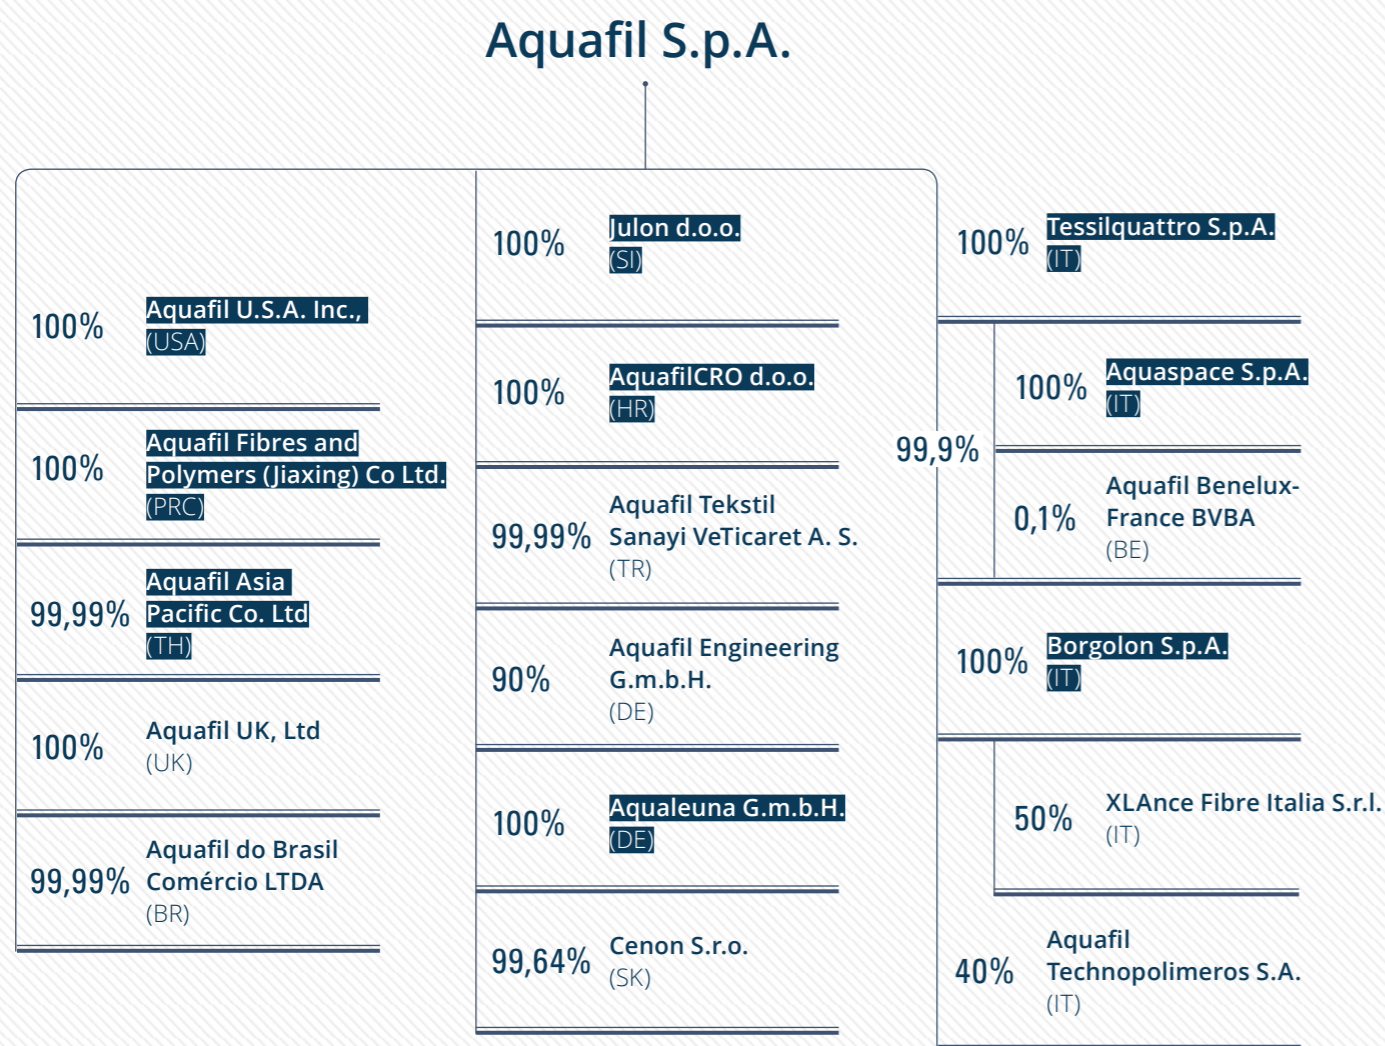 Aquafil S.p.A.
100%
Aquafil U.S.A. Inc.,
(USA)
100%
Aquafil Fibres and
Polymers (Jiaxing) Co Ltd.
(PRC)
99,99%
Aquafil Asia
Pacific Co. Ltd
(TH)
100%
Aquafil UK, Ltd
(UK)
99,99%
Aquafil do Brasil
Comércio LTDA
(BR)
100%
Julon d.o.o.
(SI)
100%
AquafilCRO d.o.o.
(HR)
99,99%
Aquafil Tekstil
Sanayi VeTicaret A. S.
(TR)
90%
Aquafil Engineering
G.m.b.H.
(DE)
100%
Aqualeuna G.m.b.H.
(DE)
99,64%
Cenon S.r.o.
(SK)
100%
Tessilquattro S.p.A.
(IT)
100%
Aquaspace S.p.A.
(IT)
99,9%
0,1%
Aquafil Benelux-
France BVBA
(BE)
100%
Borgolon S.p.A.
(IT)
50%
XLAnce Fibre Italia S.r.l.
(IT)
40%
Aquafil
Technopolimeros S.A.
(IT)